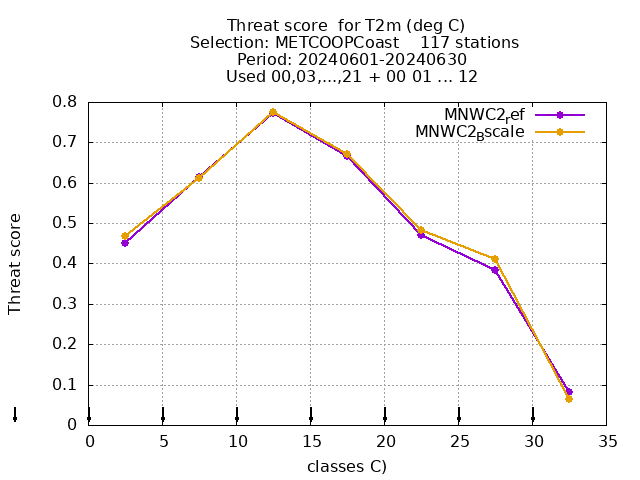 Threat score  for T2m (deg C)
Selection: METCOOPCoast    117 stations
Period: 20240601-20240630
Used 00,03,...,21 + 00 01 ... 12
MNWC2ref
MNWC2Bscale
0.8
0.7
0.6
0.5
0.4
0.3
0.2
0.1
0
Threat score
0 5 10 15 20 25 30 35
classes C)